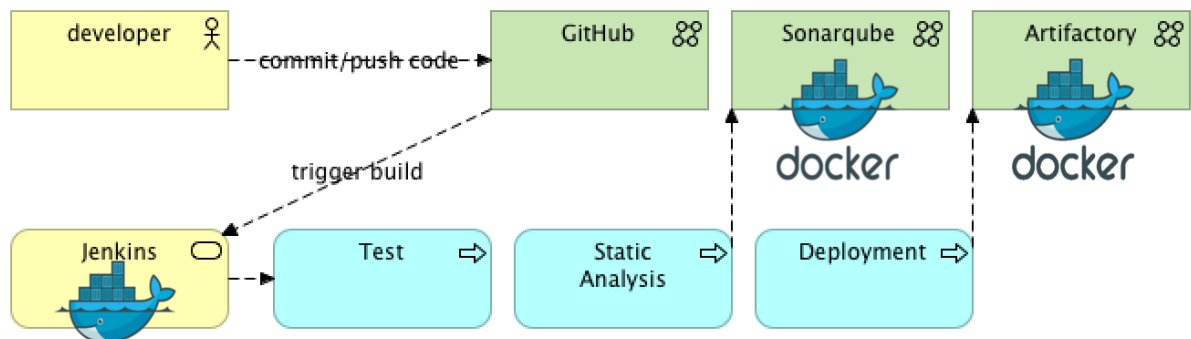 developer
GitHub
Sonarqube
Artifactory
commit/push code
docker
docker
trigger build
Jenkins
Test
Static
Analysis
Deployment